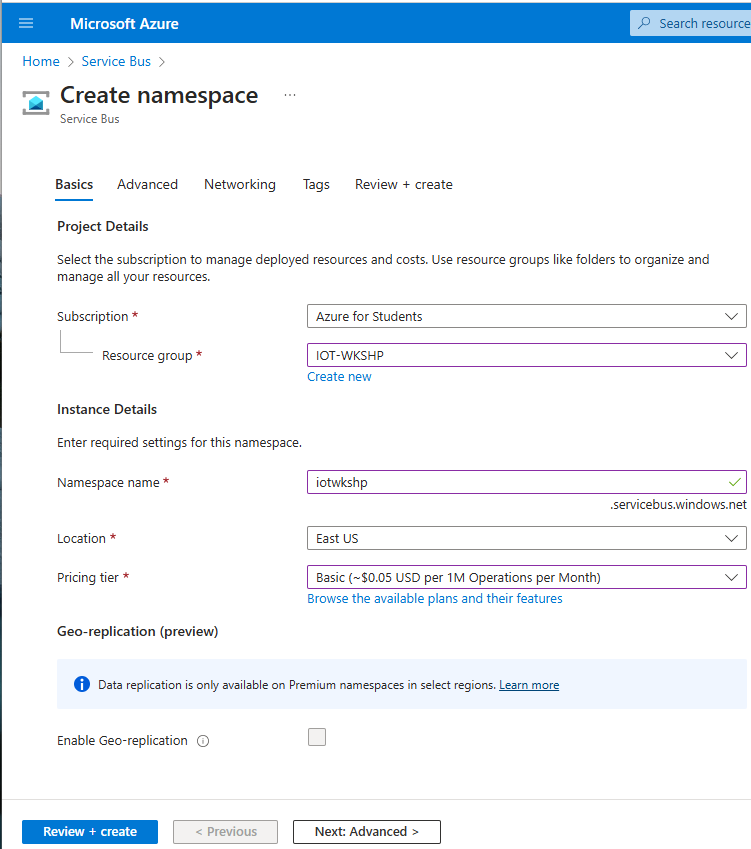 Microsoft Azure
Search resource
Home > Service Bus >
Create namespace ...
Service Bus
Basics Advanced Networking Tags Review + create
Project Details
Select the subscription to manage deployed resources and costs. Use resource groups like folders to organize and
manage all your resources.
Subscription * Azure for Students
Resource group * IOT-WKSHP
Create new
Instance Details
Enter required settings for this namespace.
Namespace name * iotwkshp
.servicebus.windows.net
Location * East US
Pricing tier * Basic (~$0.05 USD per 1M Operations per Month)
Browse the available plans and their features
Geo-replication (preview)
Data replication is only available on Premium namespaces in select regions. Learn more
Enable Geo-replication
Review + create < Previous Next: Advanced >